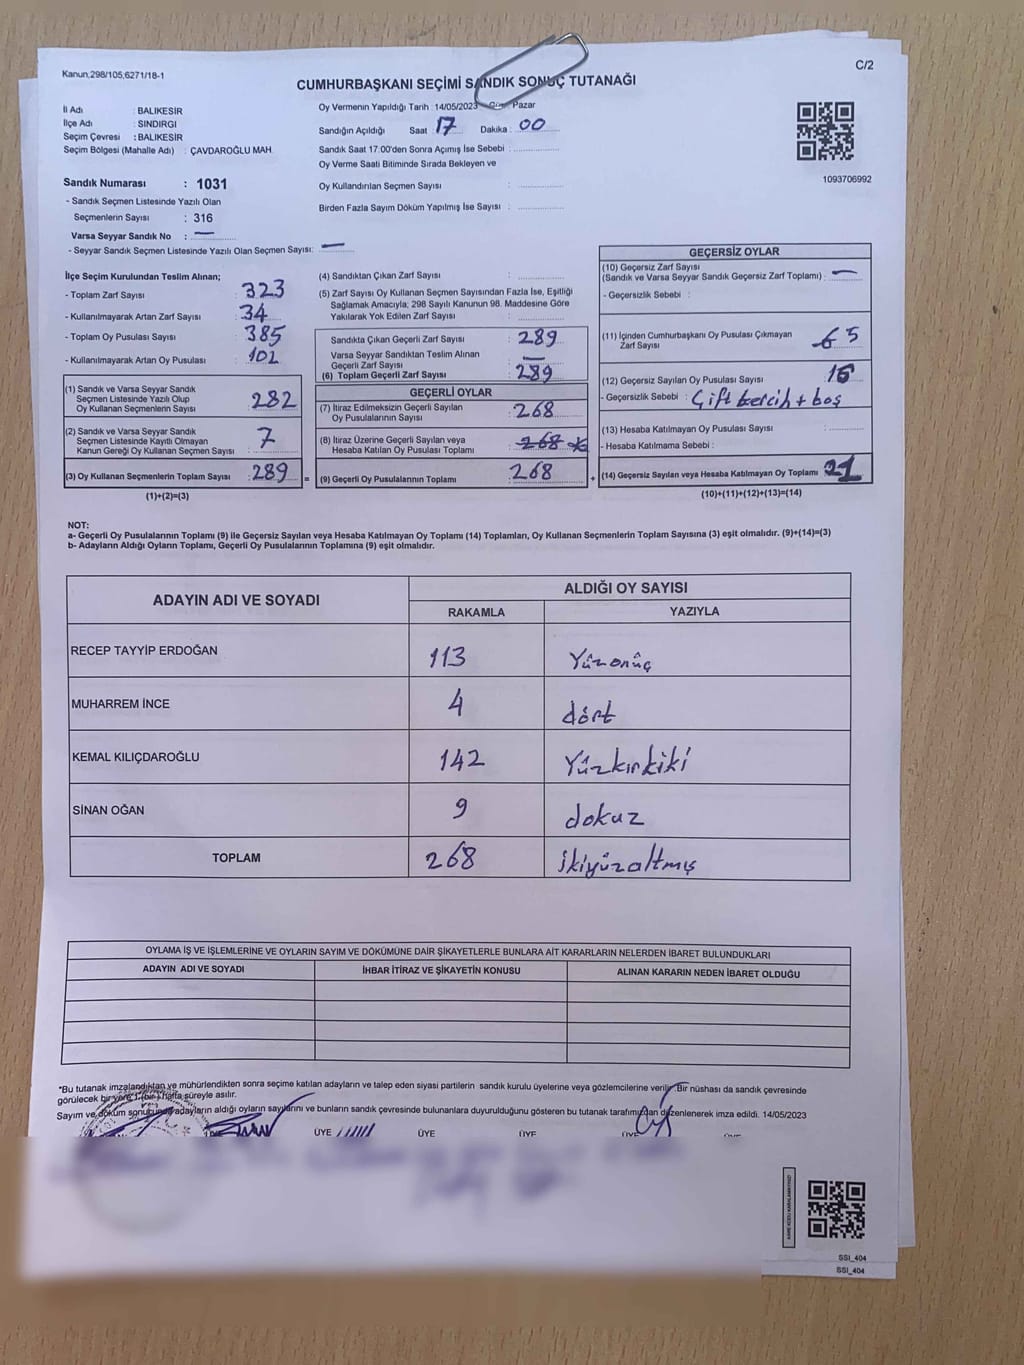 Kanun,298/105,6271/18-1
C/2
CUMHURBAŞKANI SEÇİMİ SANDIK SONUÇ TUTANAĞI
İl Adı : BALIKESİR
İlçe Adı : SINDIRGI
Seçim Çevresi : BALIKESİR
Seçim Bölgesi (Mahalle Adı) : ÇAVDAROĞLU MAH.
Oy Vermenin Yapıldığı Tarih : 14/05/2023 Gün: Pazar
Sandığın Açıldığı Saat : 17 Dakika : 00
Sandık Saat 17.00'den Sonra Açımış İse Sebebi :
Oy Verme Saati Bitiminde Sırada Bekleyen ve
Oy Kullandırılan Seçmen Sayısı :
Birden Fazla Sayım Döküm Yapılmış İse Sayısı :
1093706992
Sandık Numarası : 1031
- Sandık Seçmen Listesinde Yazılı Olan
Seçmenlerin Sayısı : 316
Varsa Seyyar Sandık No : —
- Seyyar Sandık Seçmen Listesinde Yazılı Olan Seçmen Sayısı: —
İlçe Seçim Kurulundan Teslim Alınan;
- Toplam Zarf Sayısı : 323
- Kullanılmayarak Artan Zarf Sayısı : 34
- Toplam Oy Pusulası : 385
- Kullanılmayarak Artan Oy Pusulası : 102
(1) Sandık ve Varsa Seyyar Sandık
Seçmen Listesinde Yazılı Olup
Oy Kullanan Seçmenlerin Sayısı : 282
(2) Sandık ve Varsa Seyyar Sandık
Seçmen Listesinde Kayıtlı Olmayan
Kanun Gereği Oy Kullanan Seçmen Sayısı : 7
(3) Oy Kullanan Seçmenlerin Toplam Sayısı : 289 =
(1)+(2)=(3)
(4) Sandıktan Çıkan Zarf Sayısı :
(5) Zarf Sayısı Oy Kullanan Seçmen Sayısından Fazla İse, Eşitliği
Sağlamak Amacıyla; 298 Sayılı Kanunun 98. Maddesine Göre
Yakılarak Yok Edilen Zarf Sayısı :
Sandıkta Çıkan Geçerli Zarf Sayısı : 289
Varsa Seyyar Sandıktan Teslim Alınan
Geçerli Zarf Sayısı : —
(6) Toplam Geçerli Zarf Sayısı : 289
GEÇERLİ OYLAR
(7) İtiraz Edilmeksizin Geçerli Sayılan
Oy Pusulalarının Sayısı : 268
(8) İtiraz Üzerine Geçerli Sayılan veya
Hesaba Katılan Oy Pusulası Toplamı : 268
(9) Geçerli Oy Pusulalarının Toplamı : 268 +
GEÇERSİZ OYLAR
(10) Geçersiz Zarf Sayısı
(Sandık ve Varsa Seyyar Sandık Geçersiz Zarf Toplamı) : —
- Geçersizlik Sebebi :
(11) İçinden Cumhurbaşkanı Oy Pusulası Çıkmayan
Zarf Sayısı : 6 5
(12) Geçersiz Sayılan Oy Pusulası Sayısı : 16
- Geçersizlik Sebebi : Çift tercih + boş
(13) Hesaba Katılmayan Oy Pusulası Sayısı :
- Hesaba Katılmama Sebebi :
(14) Geçersiz Sayılan veya Hesaba Katılmayan Oy Toplamı : 21
(10)+(11)+(12)+(13)=(14)
NOT:
a- Geçerli Oy Pusulalarının Toplamı (9) ile Geçersiz Sayılan veya Hesaba Katılmayan Oy Toplamı (14) Toplamları, Oy Kullanan Seçmenlerin Toplam Sayısına (3) eşit olmalıdır. (9)+(14)=(3)
b- Adayların Aldığı Oyların Toplamı, Geçerli Oy Pusulalarının Toplamına (9) eşit olmalıdır.
ADAYIN ADI VE SOYADI
ALDIĞI OY SAYISI
RAKAMLA YAZIYLA
RECEP TAYYİP ERDOĞAN 113 Yüzonüç
MUHARREM İNCE 4 dört
KEMAL KILIÇDAROĞLU 142 Yüzkırkiki
SİNAN OĞAN 9 dokuz
TOPLAM 268 ikiyüzaltmış
OYLAMA İŞ VE İŞLEMLERİNE VE OYLARIN SAYIM VE DÖKÜMÜNE DAİR ŞİKAYETLERLE BUNLARA AİT KARARLARIN NELERDEN İBARET BULUNDUKLARI
ADAYIN ADI VE SOYADI İHBAR İTİRAZ VE ŞİKAYETİN KONUSU ALINAN KARARIN NEDEN İBARET OLDUĞU
*Bu tutanak imzalandıktan ve mühürlendikten sonra seçime katılan adayların ve talep eden siyasi partilerin sandık kurulu üyelerine veya gözlemcilerine verilir. Bir nüshası da sandık çevresinde
görülecek bir yere 1 (bir) hafta süreyle asılır.
Sayım ve döküm sonucunda adayların aldığı oyların sayılarını ve bunların sandık çevresinde bulunanlara duyurulduğunu gösteren bu tutanak tarafımızdan düzenlenerek imza edildi. 14/05/2023
ÜYE ÜYE ÜYE ÜYE ÜYE
SSI_404
SSI_404